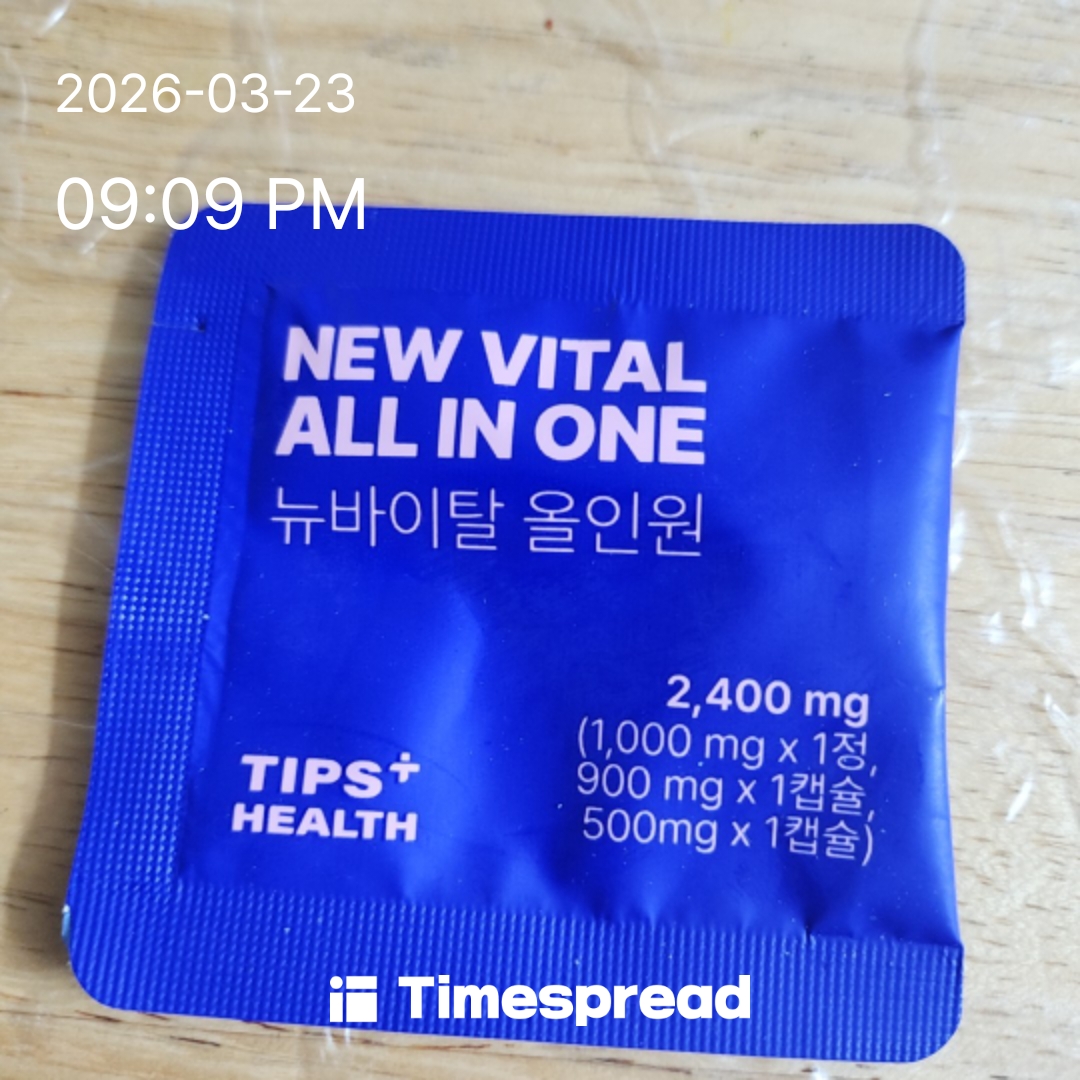 2026-03-23
09:09 PM
NEW VITAL
ALL IN ONE
뉴바이탈 올인원
2,400 mg
(1,000 mg x 1정,
900 mg x 1캡슐,
500mg x 1캡슐)
TIPS+
HEALTH
Timespread